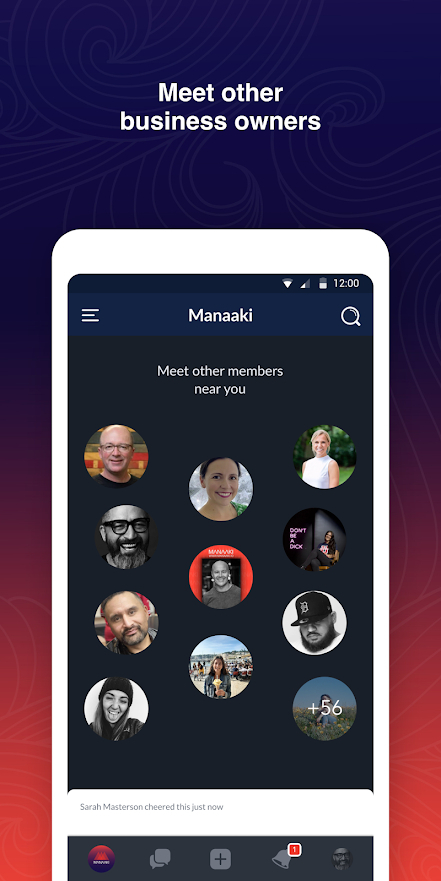 Meet other
business owners
12:00
Manaaki
Meet other members
near you
DON'T
BE A
DICK
MANAAKI
+56
Sarah Masterson cheered this just now
1
MANAAKI